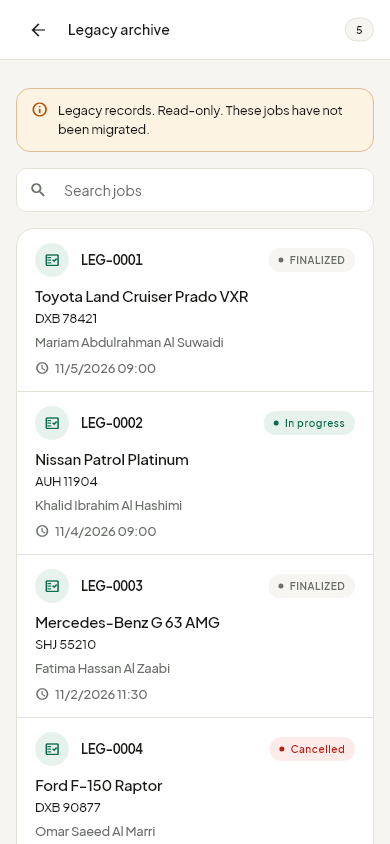 Legacy archive
5
Legacy records. Read-only. These jobs have not
been migrated.
Search jobs
LEG-0001
FINALIZED
Toyota Land Cruiser Prado VXR
DXB 78421
Mariam Abdulrahman Al Suwaidi
11/5/2026 09:00
LEG-0002
In progress
Nissan Patrol Platinum
AUH 11904
Khalid Ibrahim Al Hashimi
11/4/2026 09:00
LEG-0003
FINALIZED
Mercedes-Benz G 63 AMG
SHJ 55210
Fatima Hassan Al Zaabi
11/2/2026 11:30
LEG-0004
Cancelled
Ford F-150 Raptor
DXB 90877
Omar Saeed Al Marri